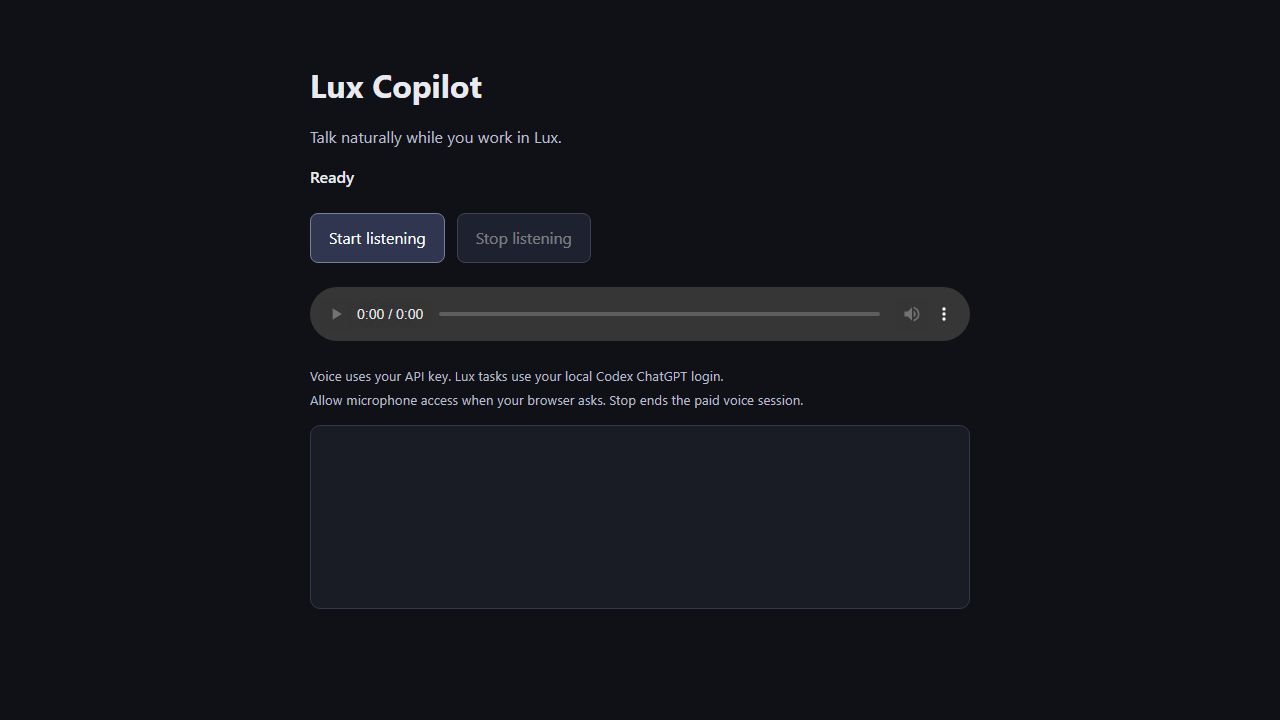 Lux Copilot
Talk naturally while you work in Lux.
Ready
Start listening
Stop listening
0:00 / 0:00
Voice uses your API key. Lux tasks use your local Codex ChatGPT login.
Allow microphone access when your browser asks. Stop ends the paid voice session.